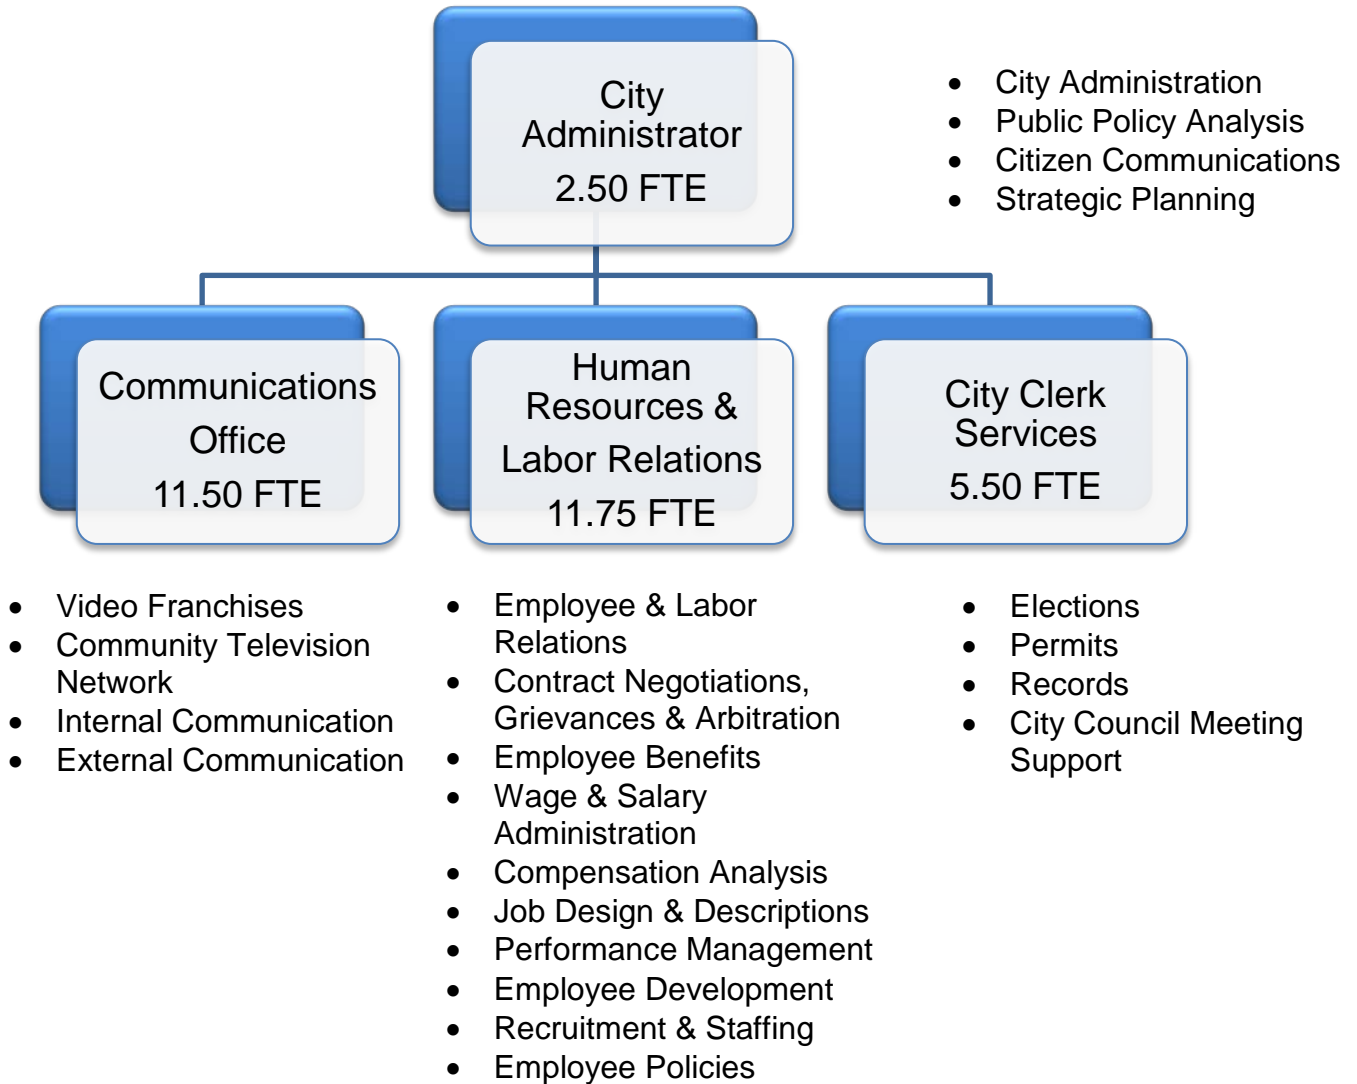 City
Administrator
2.50 FTE
• City Administration
• Public Policy Analysis
• Citizen Communications
• Strategic Planning
Communications
Office
11.50 FTE
Human
Resources &
Labor Relations
11.75 FTE
City Clerk
Services
5.50 FTE
• Video Franchises
• Community Television
Network
• Internal Communication
• External Communication
• Employee & Labor
Relations
• Contract Negotiations,
Grievances & Arbitration
• Employee Benefits
• Wage & Salary
Administration
• Compensation Analysis
• Job Design & Descriptions
• Performance Management
• Employee Development
• Recruitment & Staffing
• Employee Policies
• Elections
• Permits
• Records
• City Council Meeting
Support